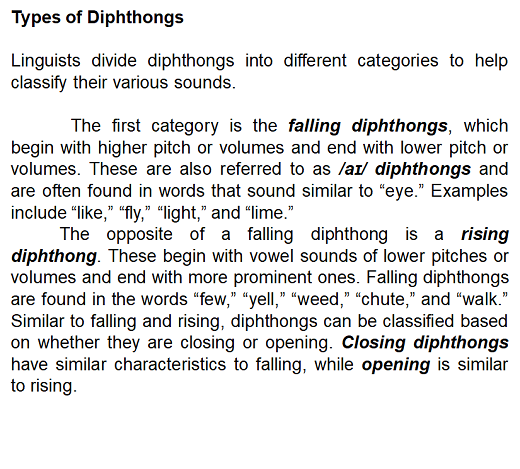 Types of Diphthongs
Linguists divide diphthongs into different categories to help
classify their various sounds.
The first category is the falling diphthongs, which
begin with higher pitch or volumes and end with lower pitch or
volumes. These are also referred to as /aɪ/ diphthongs and
are often found in words that sound similar to “eye.” Examples
include “like,” “fly,” “light,” and “lime.”
The opposite of a falling diphthong is a rising
diphthong. These begin with vowel sounds of lower pitches or
volumes and end with more prominent ones. Falling diphthongs
are found in the words “few,” “yell,” “weed,” “chute,” and “walk.”
Similar to falling and rising, diphthongs can be classified based
on whether they are closing or opening. Closing diphthongs
have similar characteristics to falling, while opening is similar
to rising.